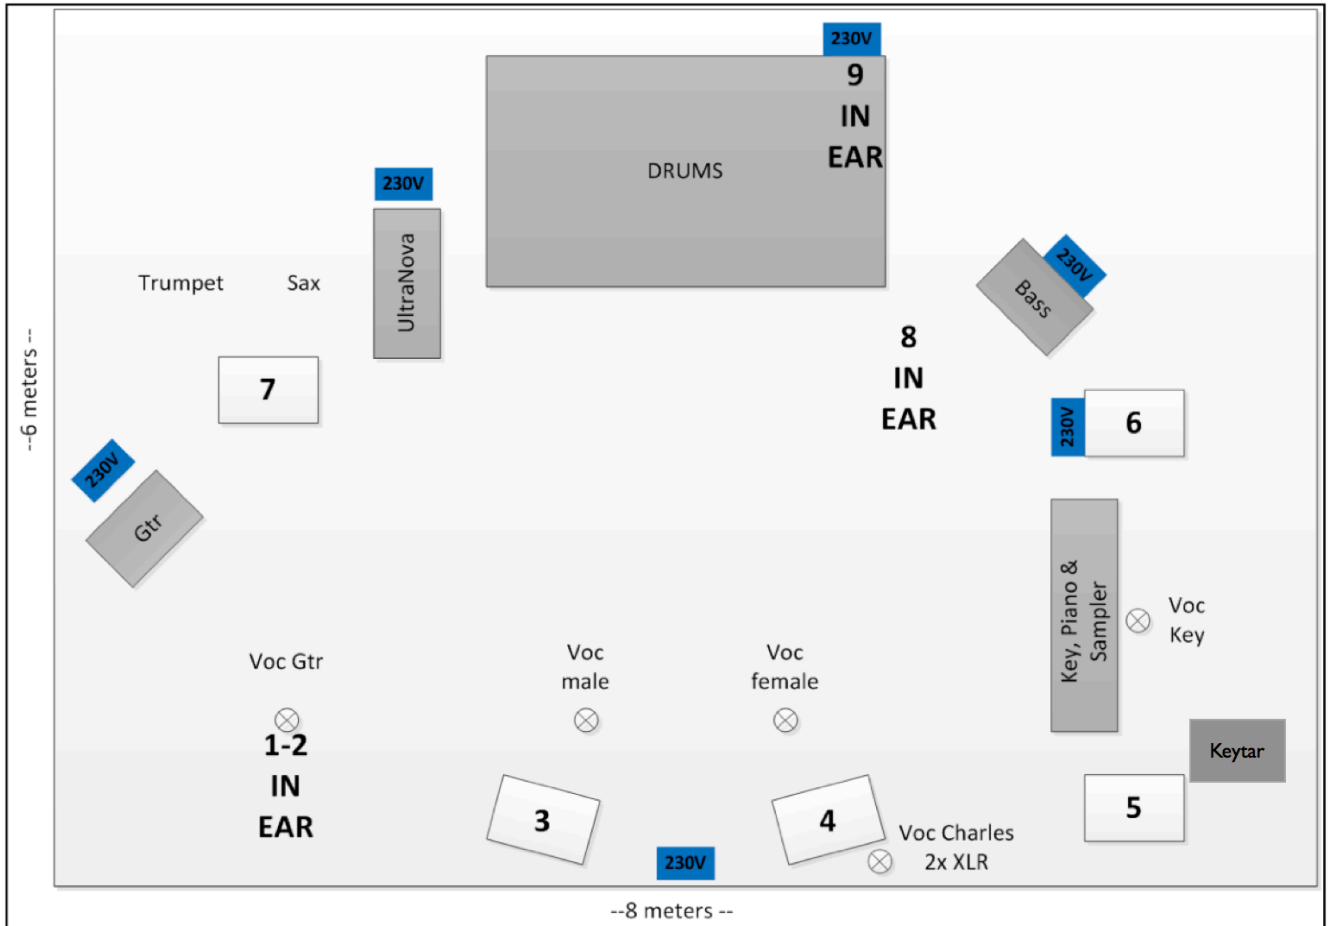 230V
9
IN
EAR
DRUMS
230V
UltraNova
Trumpet
Sax
230V
Bass
8
IN
EAR
7
230V
6
--6 meters --
230V
Gtr
Key, Piano &
Sampler
Voc
Key
Voc Gtr
Voc
male
Voc
female
1-2
IN
EAR
Keytar
3
4
5
230V
Voc Charles
2x XLR
--8 meters --